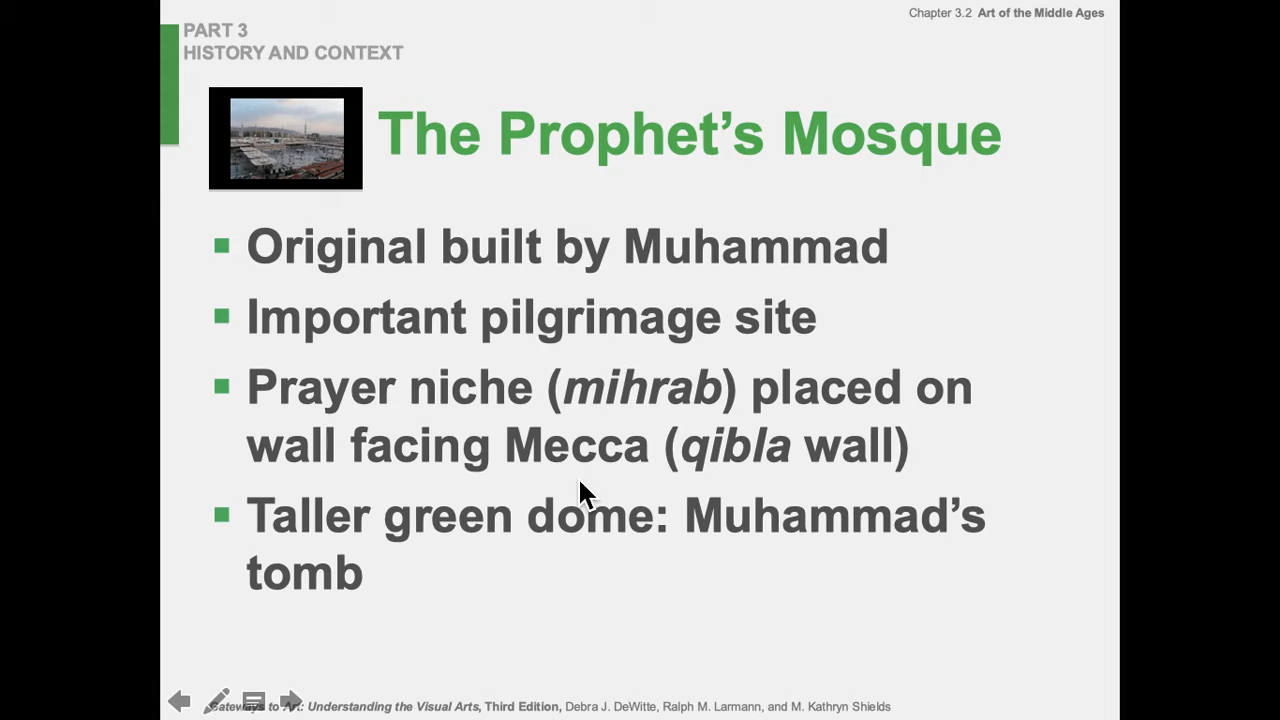 Chapter 3.2 Art of the Middle Ages
PART 3
HISTORY AND CONTEXT
The Prophet’s Mosque
Original built by Muhammad
Important pilgrimage site
Prayer niche (mihrab) placed on
wall facing Mecca (qibla wall)
Taller green dome: Muhammad’s
tomb
Gateways to Art: Understanding the Visual Arts, Third Edition, Debra J. DeWitte, Ralph M. Larmann, and M. Kathryn Shields